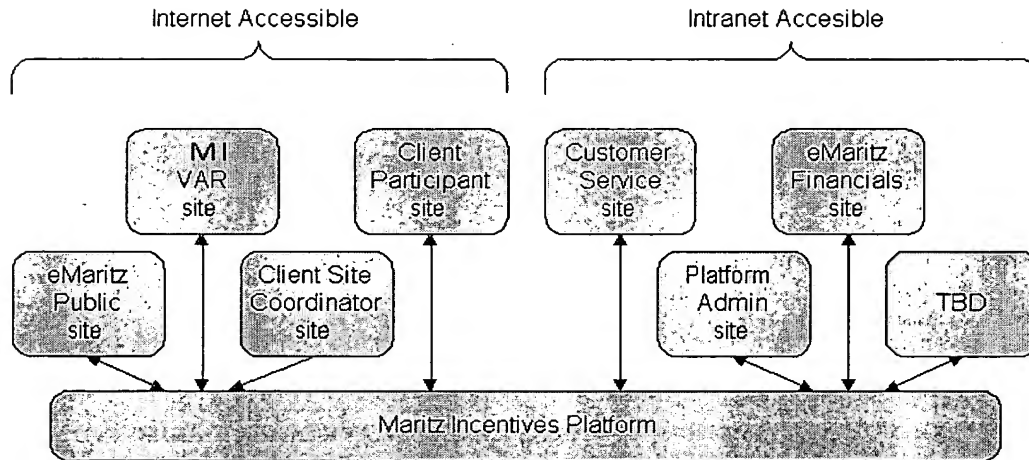 Internet Accessible
Intranet Accesible
MI
VAR
site
Client
Participant
site
Customer
Service
site
eMaritz
Financials
site
eMaritz
Public
site
Client Site
Coordinator
site
Platform
Admin
site
TBD
Maritz Incentives Platform